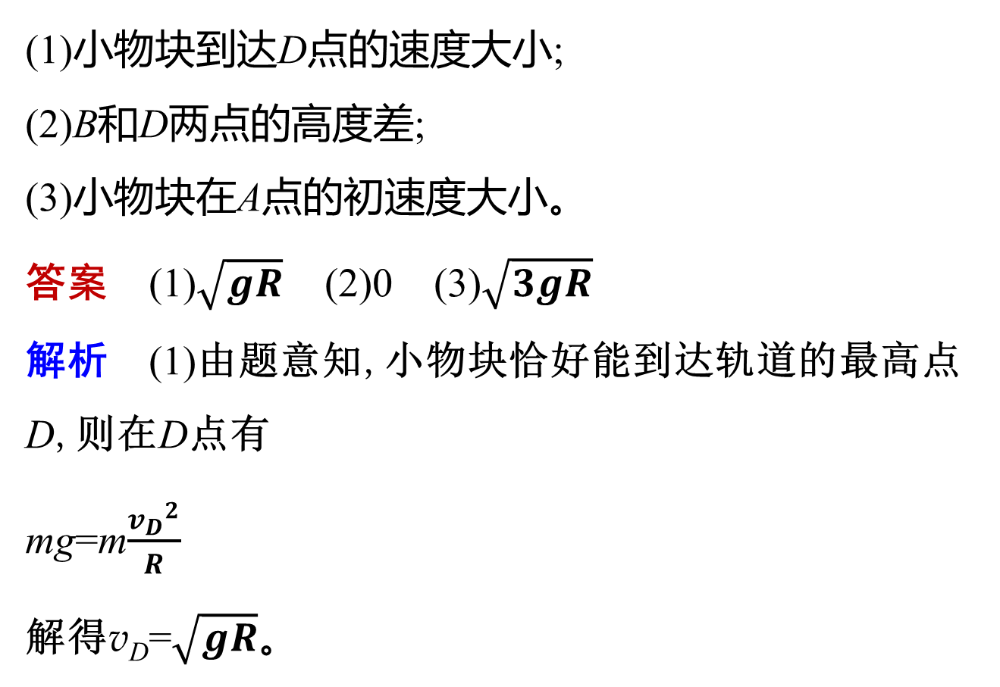 (1)小物块到达D点的速度大小;
(2)B和D两点的高度差;
(3)小物块在A点的初速度大小。
答案 (1)√gR (2)0 (3)√3gR
解析 (1)由题意知, 小物块恰好能到达轨道的最高点
D, 则在D点有
mg=m v_D²/R
解得v_D=√gR。